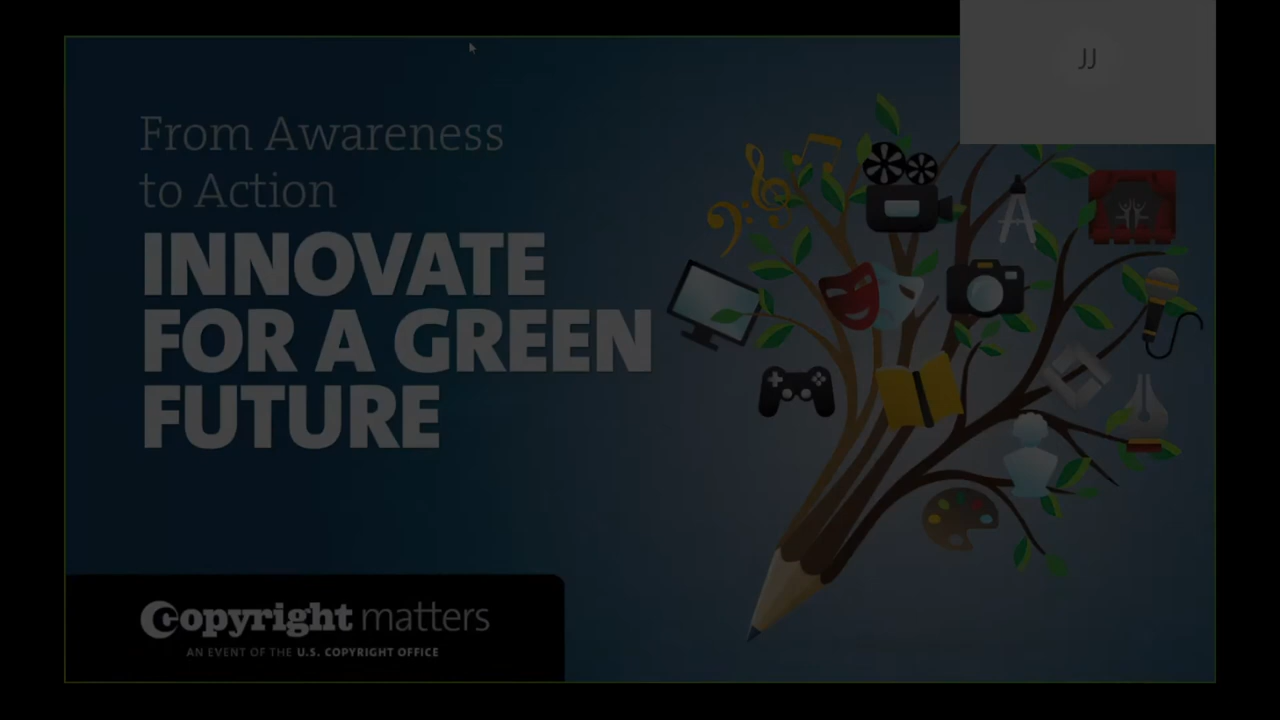 JJ
From Awareness
to Action
INNOVATE
FOR A GREEN
FUTURE
Copyright matters
AN EVENT OF THE U.S. COPYRIGHT OFFICE